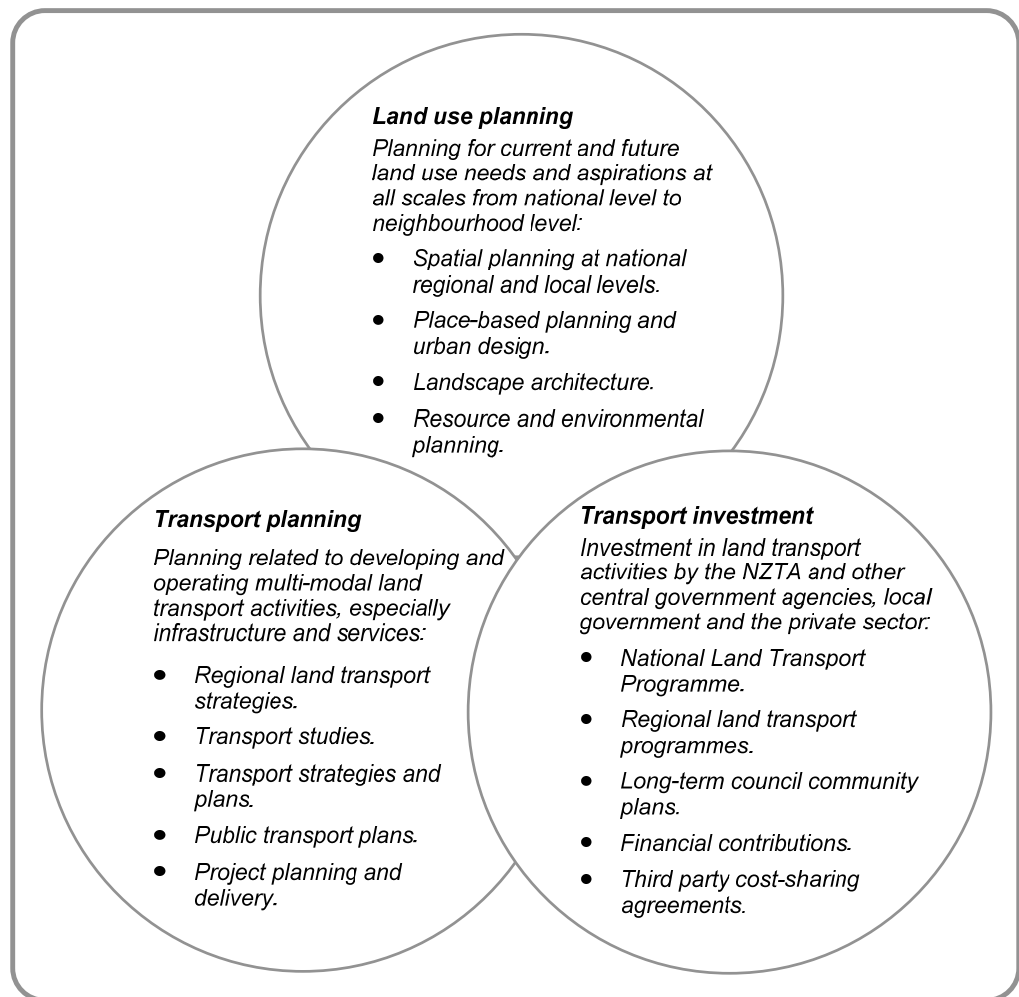 Land use planning
Planning for current and future
land use needs and aspirations at
all scales from national level to
neighbourhood level:
• Spatial planning at national
regional and local levels.
• Place-based planning and
urban design.
• Landscape architecture.
• Resource and environmental
planning.
Transport planning
Planning related to developing and
operating multi-modal land
transport activities, especially
infrastructure and services:
• Regional land transport
strategies.
• Transport studies.
• Transport strategies and
plans.
• Public transport plans.
• Project planning and
delivery.
Transport investment
Investment in land transport
activities by the NZTA and other
central government agencies, local
government and the private sector:
• National Land Transport
Programme.
• Regional land transport
programmes.
• Long-term council community
plans.
• Financial contributions.
• Third party cost-sharing
agreements.